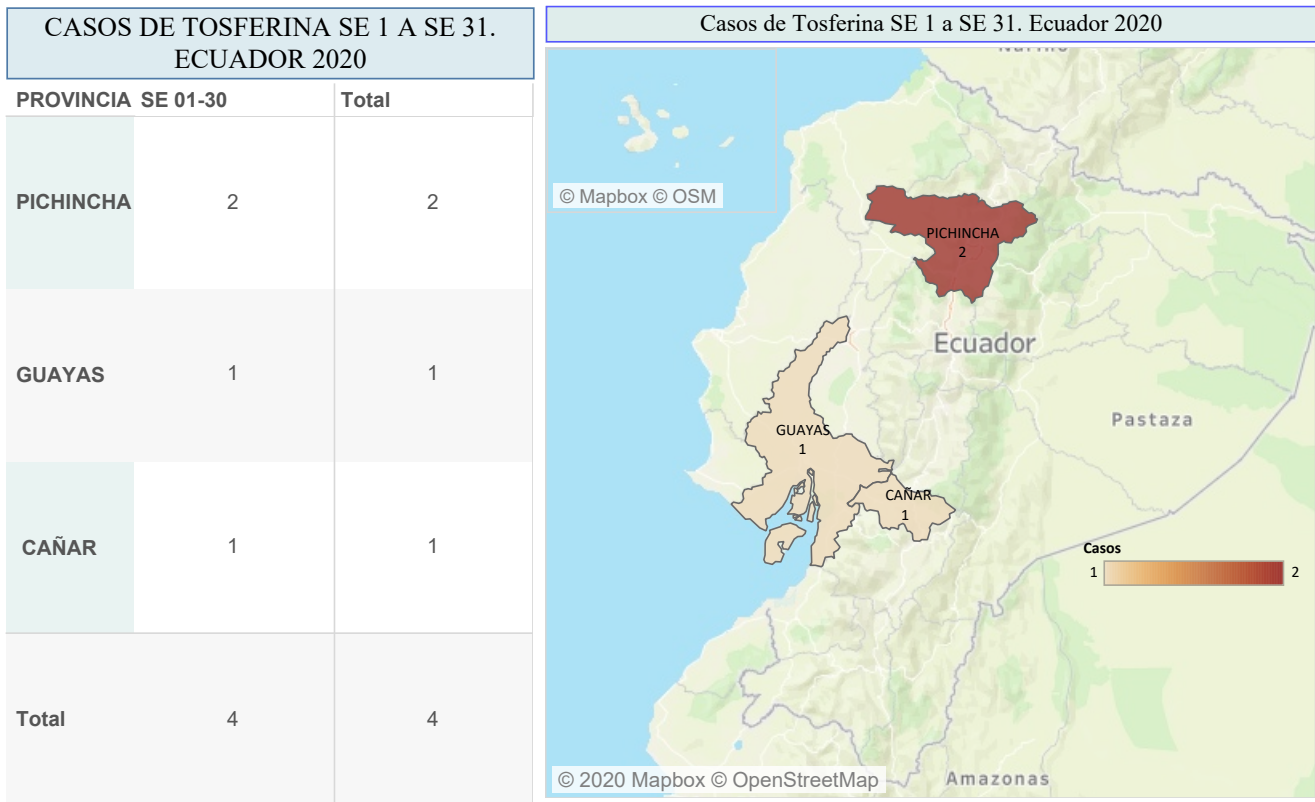 CASOS DE TOSFERINA SE 1 A SE 31.
ECUADOR 2020
PROVINCIA SE 01-30 Total
PICHINCHA 2 2
GUAYAS 1 1
CAÑAR 1 1
Total 4 4
Casos de Tosferina SE 1 a SE 31. Ecuador 2020
© Mapbox © OSM
PICHINCHA
2
Ecuador
Pastaza
GUAYAS
1
CAÑAR
1
Casos
1 2
© 2020 Mapbox © OpenStreetMap
Amazonas